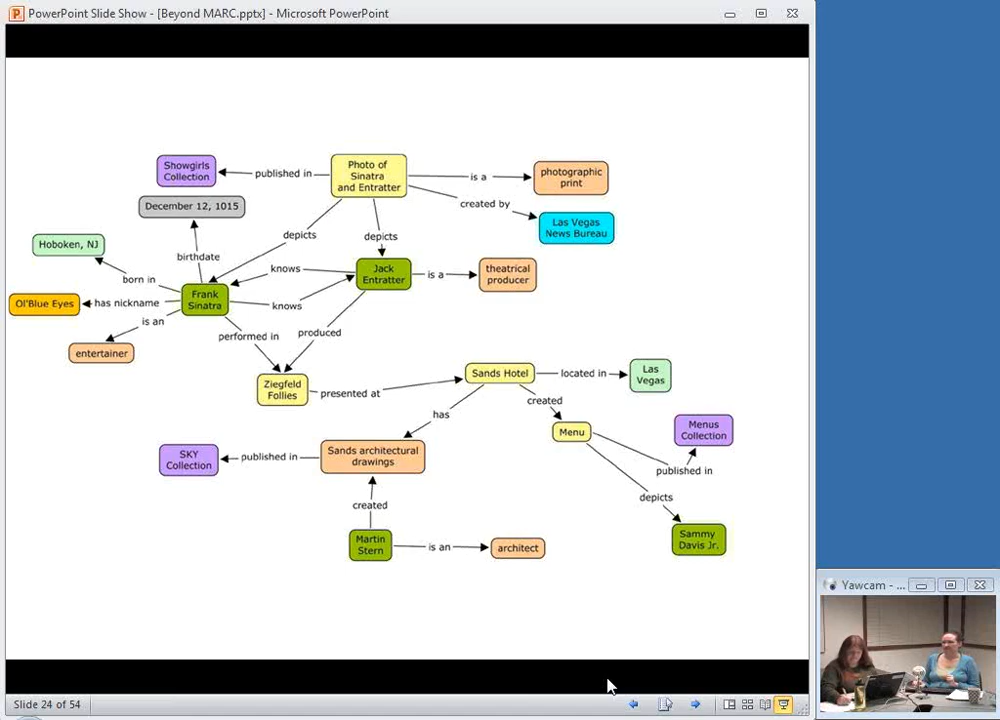 PowerPoint Slide Show - [Beyond MARC.pptx] - Microsoft PowerPoint
Showgirls
Collection
published in
Photo of
Sinatra
and Entratter
is a
photographic
print
December 12, 1015
created by
Las Vegas
News Bureau
depicts
depicts
Hoboken, NJ
birthdate
born in
knows
Jack
Entratter
is a
theatrical
producer
Ol'Blue Eyes
has nickname
Frank
Sinatra
knows
is an
entertainer
performed in
produced
Ziegfeld
Follies
presented at
Sands Hotel
located in
Las
Vegas
has
created
Menu
Menus
Collection
published in
SKY
Collection
published in
Sands architectural
drawings
depicts
created
Martin
Stern
is an
architect
Sammy
Davis Jr.
Yawcam - ...
Slide 24 of 54